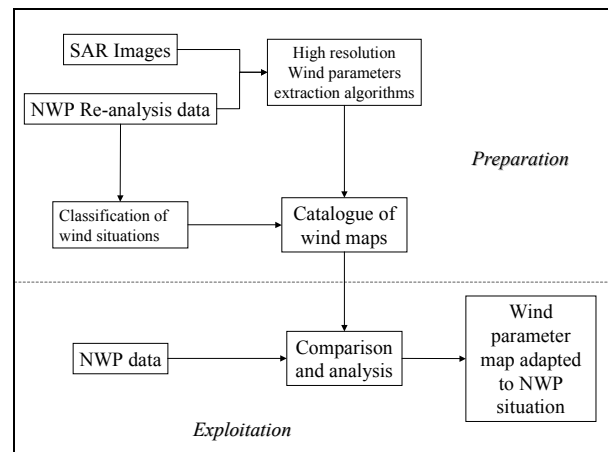 SAR Images
High resolution
Wind parameters
extraction algorithms
NWP Re-analysis data
Preparation
Classification of
wind situations
Catalogue of
wind maps
Wind
parameter
map adapted
to NWP
situation
NWP data
Comparison
and analysis
Exploitation